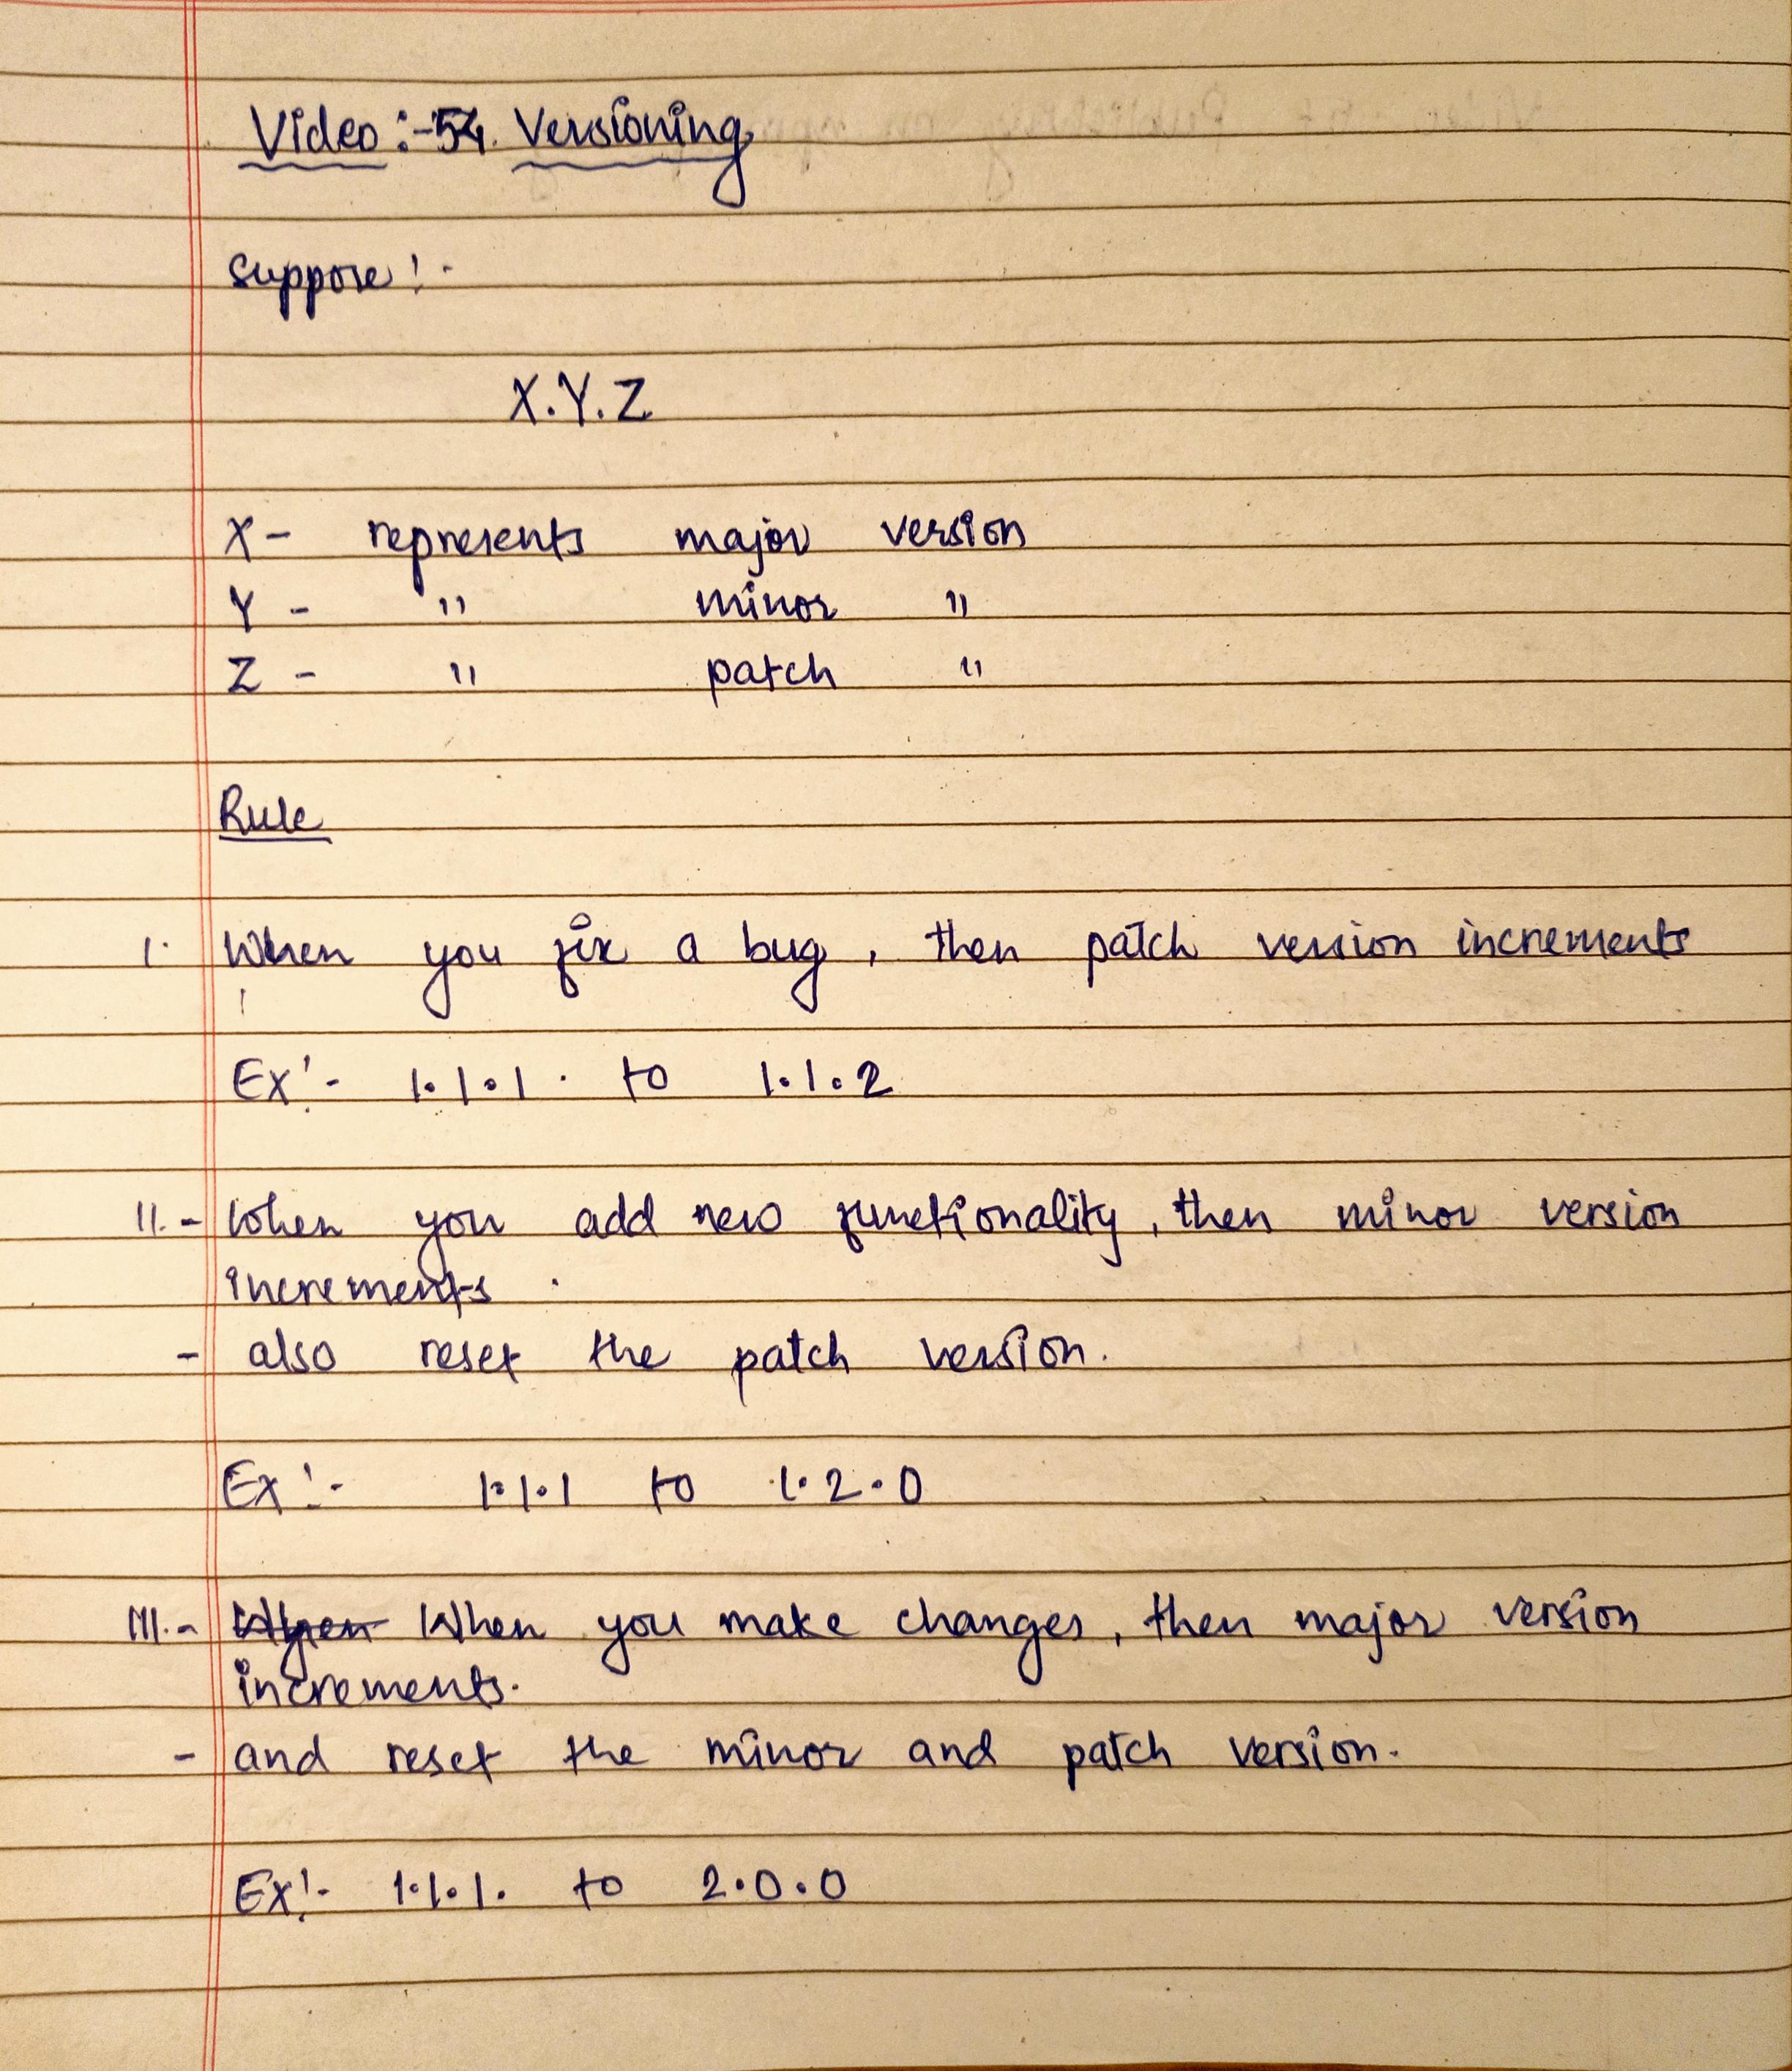 Video :- 54. Versioning
Suppose :-
X.Y.Z
X - represents major version
Y - " minor "
Z - " patch "
Rule
I. When you fix a bug, then patch version increments
Ex :- 1.1.1 . to 1.1.2
II. - When you add new functionality, then minor version
increments .
- also reset the patch version.
Ex :- 1.1.1 to 1.2.0
III. - When When you make changes, then major version
increments.
- and reset the minor and patch version.
Ex :- 1.1.1. to 2.0.0